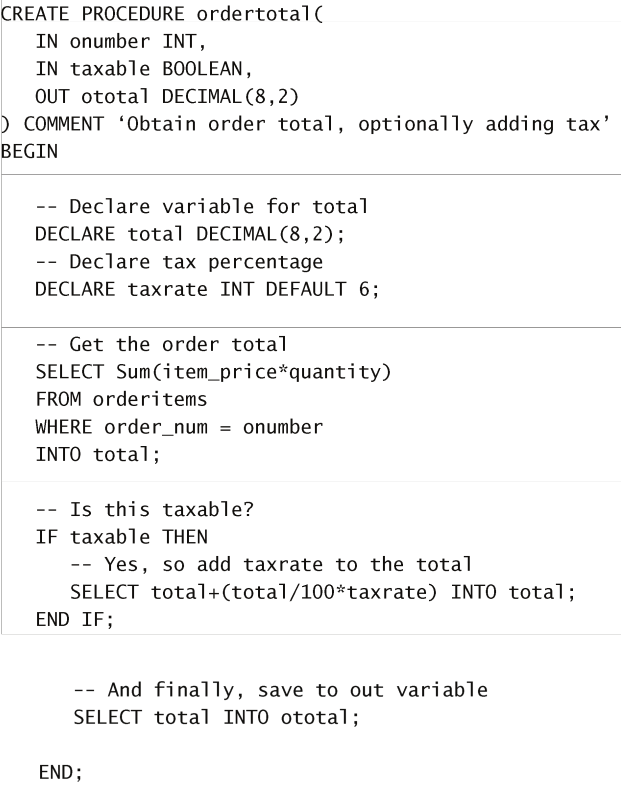 CREATE PROCEDURE ordertotal(
   IN onumber INT,
   IN taxable BOOLEAN,
   OUT ototal DECIMAL(8,2)
) COMMENT ‘Obtain order total, optionally adding tax’
BEGIN
   -- Declare variable for total
   DECLARE total DECIMAL(8,2);
   -- Declare tax percentage
   DECLARE taxrate INT DEFAULT 6;
   -- Get the order total
   SELECT Sum(item_price*quantity)
   FROM orderitems
   WHERE order_num = onumber
   INTO total;
   -- Is this taxable?
   IF taxable THEN
      -- Yes, so add taxrate to the total
      SELECT total+(total/100*taxrate) INTO total;
   END IF;
      -- And finally, save to out variable
      SELECT total INTO ototal;
   END;